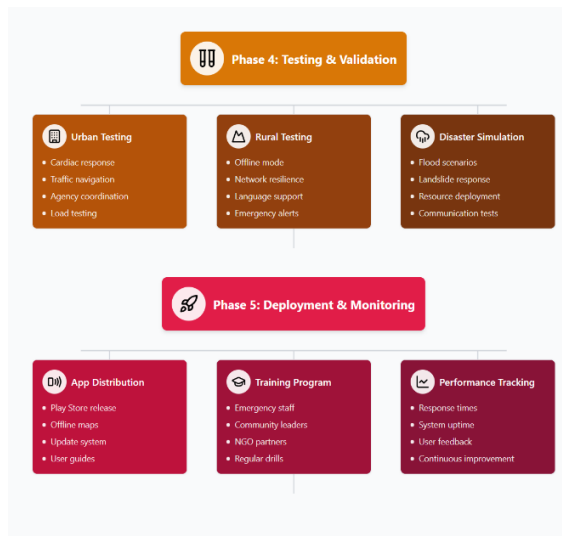 Phase 4: Testing & Validation
Urban Testing
• Cardiac response
• Traffic navigation
• Agency coordination
• Load testing
Rural Testing
• Offline mode
• Network resilience
• Language support
• Emergency alerts
Disaster Simulation
• Flood scenarios
• Landslide response
• Resource deployment
• Communication tests
Phase 5: Deployment & Monitoring
App Distribution
• Play Store release
• Offline maps
• Update system
• User guides
Training Program
• Emergency staff
• Community leaders
• NGO partners
• Regular drills
Performance Tracking
• Response times
• System uptime
• User feedback
• Continuous improvement